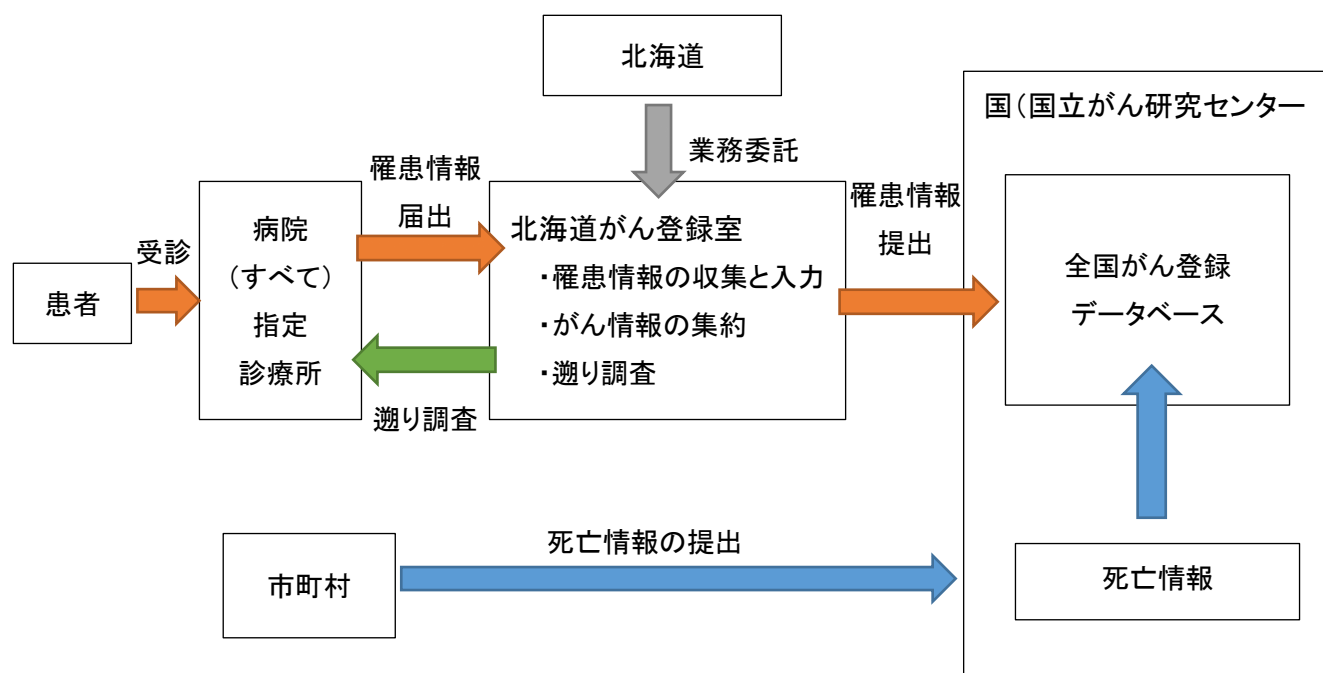 北海道
国(国立がん研究センター
業務委託
罹患情報
届出
罹患情報
提出
受診
患者
病院
(すべて)
指定
診療所
北海道がん登録室
・罹患情報の収集と入力
・がん情報の集約
・遡り調査
全国がん登録
データベース
遡り調査
死亡情報の提出
市町村
死亡情報